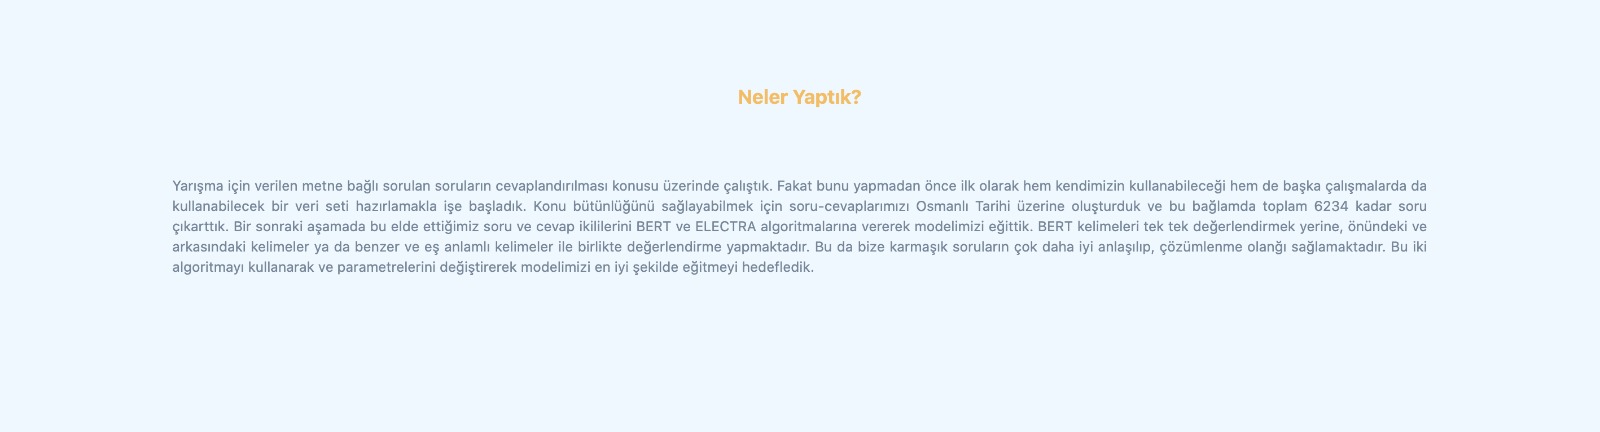 Neler Yaptık?
Yarışma için verilen metne bağlı sorulan soruların cevaplandırılması konusu üzerinde çalıştık. Fakat bunu yapmadan önce ilk olarak hem kendimizin kullanabileceği hem de başka çalışmalarda da
kullanabilecek bir veri seti hazırlamakla işe başladık. Konu bütünlüğünü sağlayabilmek için soru-cevaplarımızı Osmanlı Tarihi üzerine oluşturduk ve bu bağlamda toplam 6234 kadar soru
çıkarttık. Bir sonraki aşamada bu elde ettiğimiz soru ve cevap ikililerini BERT ve ELECTRA algoritmalarına vererek modelimizi eğittik. BERT kelimeleri tek tek değerlendirmek yerine, önündeki ve
arkasındaki kelimeler ya da benzer ve eş anlamlı kelimeler ile birlikte değerlendirme yapmaktadır. Bu da bize karmaşık soruların çok daha iyi anlaşılıp, çözümlenme olanğı sağlamaktadır. Bu iki
algoritmayı kullanarak ve parametrelerini değiştirerek modelimizi en iyi şekilde eğitmeyi hedefledik.